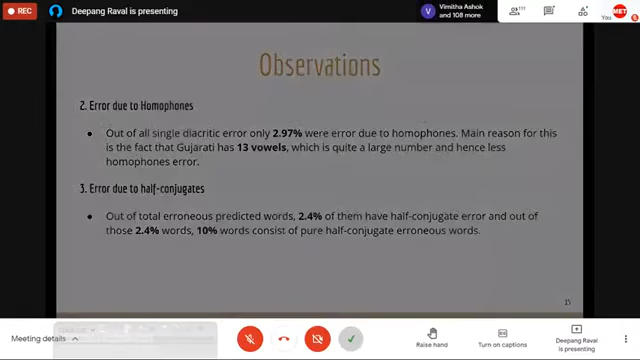 REC
Deepang Raval is presenting
V
Vimitha Ashok
and 108 more
111
You
MET
Observations
2. Error due to Homophones
● Out of all single diacritic error only 2.97% were error due to homophones. Main reason for this
is the fact that Gujarati has 13 vowels, which is quite a large number and hence less
homophones error.
3. Error due to half-conjugates
● Out of total erroneous predicted words, 2.4% of them have half-conjugate error and out of
those 2.4% words, 10% words consist of pure half-conjugate erroneous words.
15
Meeting details
Raise hand
Turn on captions
Deepang Raval
is presenting